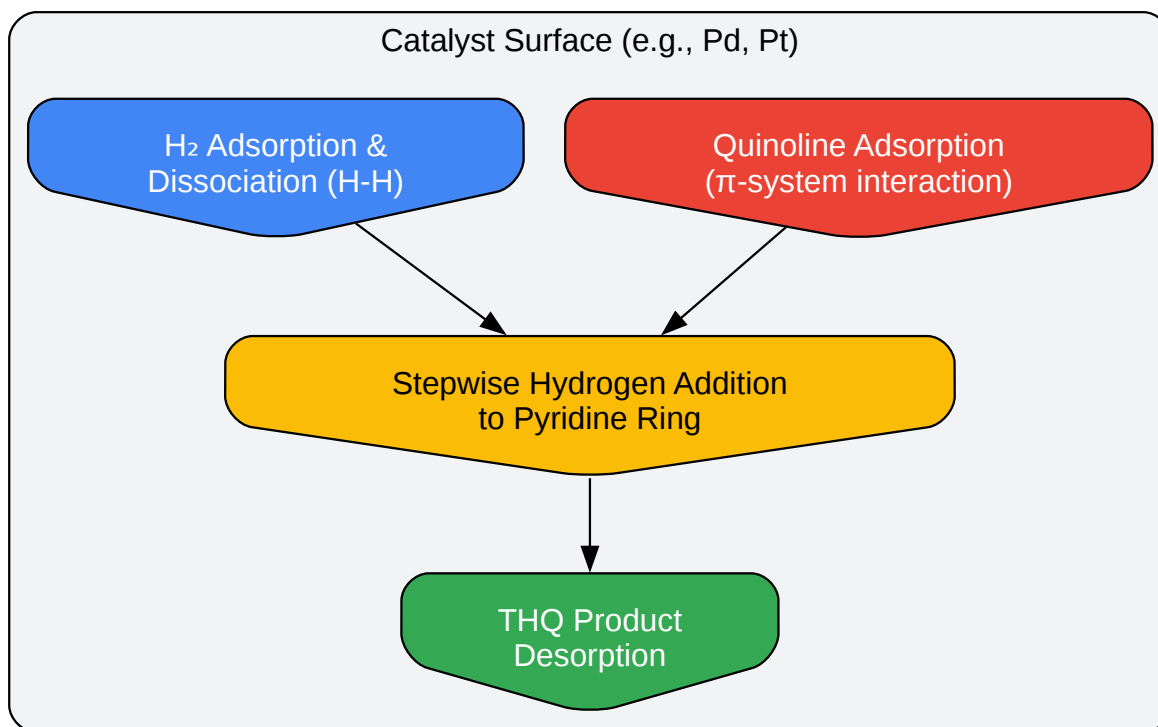 Catalyst Surface (e.g., Pd, Pt)
H₂ Adsorption &
Dissociation (H-H)
Quinoline Adsorption
(π-system interaction)
Stepwise Hydrogen Addition
to Pyridine Ring
THQ Product
Desorption